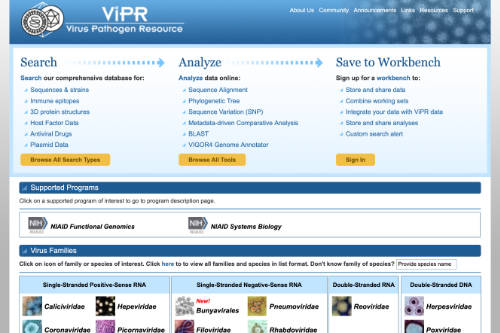 ViPR
Virus Pathogen Resource
About Us Community Announcements Links Resources Support
Search
Search our comprehensive database for:
Sequences & strains
Immune epitopes
3D protein structures
Host Factor Data
Antiviral Drugs
Plasmid Data
Browse All Search Types
Analyze
Analyze data online:
Sequence Alignment
Phylogenetic Tree
Sequence Variation (SNP)
Metadata-driven Comparative Analysis
BLAST
VIGOR4 Genome Annotator
Browse All Tools
Save to Workbench
Sign up for a workbench to:
Store and share data
Combine working sets
Integrate your data with ViPR data
Store and share analyses
Custom search alert
Sign In
Supported Programs
Click on a supported program of interest to go to program description page.
NIH
NIAID Functional Genomics
NIH
NIAID Systems Biology
Virus Families
Click on icon of family or species of interest. Click here to to view all families and species in list format. Don't know family of species? Provide species name
Single-Stranded Positive-Sense RNA
Single-Stranded Negative-Sense RNA
Double-Stranded RNA
Double-Stranded DNA
Caliciviridae
Hepeviridae
New!
Bunyavirales
Pneumoviridae
Reoviridae
Herpesviridae
Coronaviridae
Picornaviridae
Filoviridae
Rhabdoviridae
Poxviridae